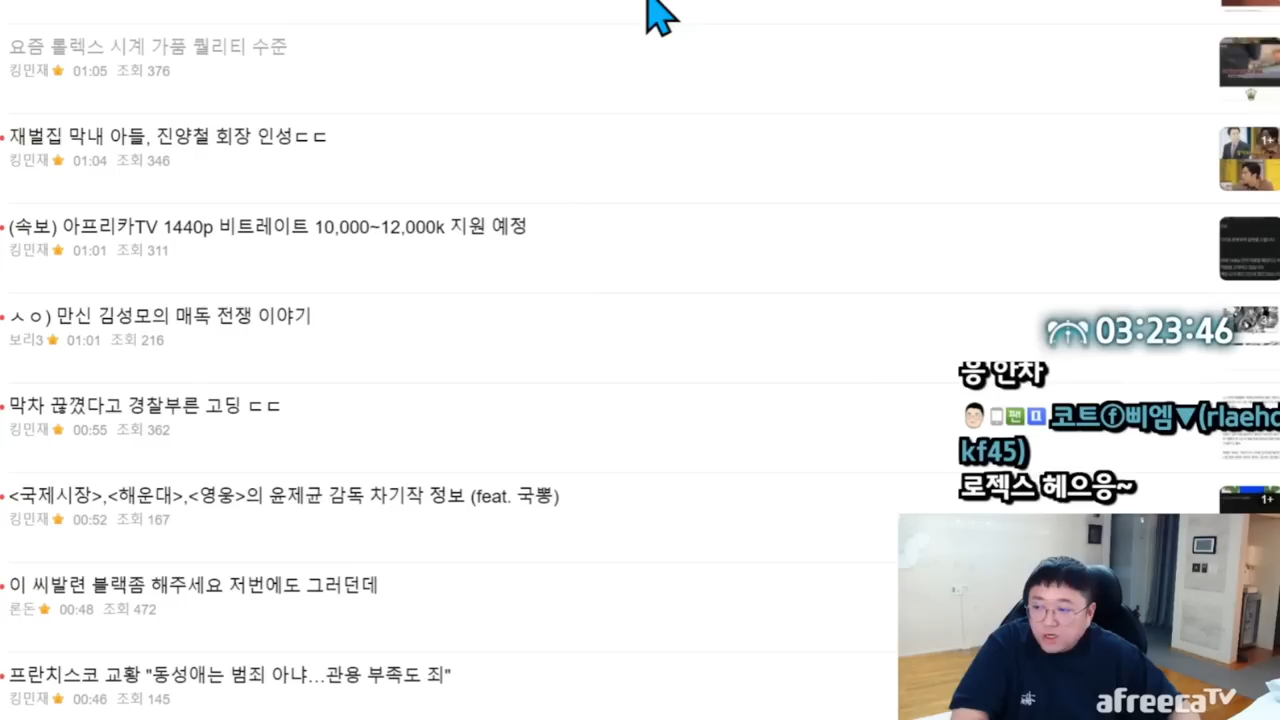 요즘 롤렉스 시계 가품 퀄리티 수준
킹민재 01:05 조회 376
재벌집 막내 아들, 진양철 회장 인성ㄷㄷ
킹민재 01:04 조회 346
1+
(속보) 아프리카TV 1440p 비트레이트 10,000~12,000k 지원 예정
킹민재 01:01 조회 311
ㅅㅇ) 만신 김성모의 매독 전쟁 이야기
보리3 01:01 조회 216
03:23:46
응 안차
팬 코트ⓕ삐엠▼(rlaehd
kf45)
로젝스 헤으응~
막차 끊겼다고 경찰부른 고딩 ㄷㄷ
킹민재 00:55 조회 362
<국제시장>,<해운대>,<영웅>의 윤제균 감독 차기작 정보 (feat. 국뽕)
킹민재 00:52 조회 167
1+
이 씨발련 블랙좀 해주세요 저번에도 그러던데
론돈 00:48 조회 472
프란치스코 교황 "동성애는 범죄 아냐…관용 부족도 죄"
킹민재 00:46 조회 145
afreecaTV